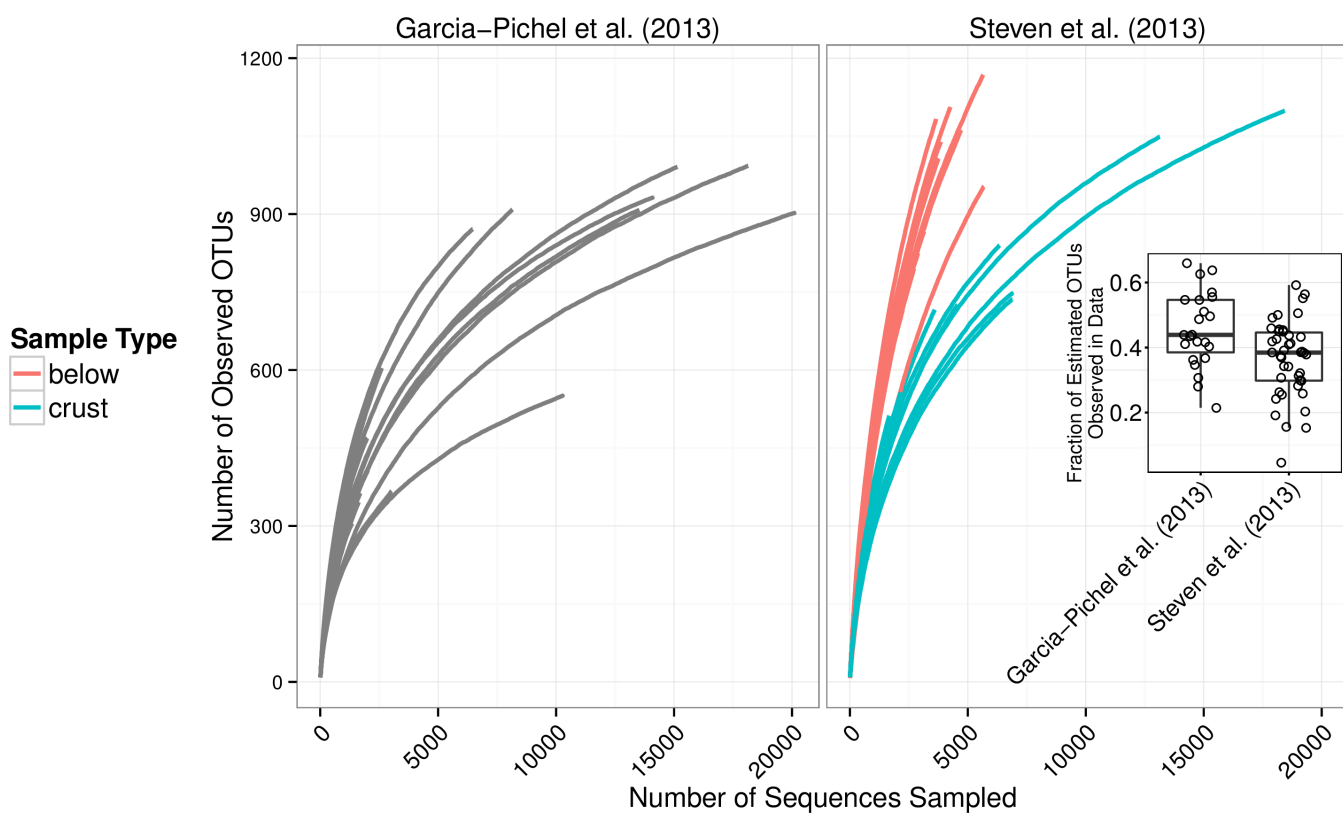 Garcia−Pichel et al. (2013)
Steven et al. (2013)
Number of Observed OTUs
1200
900
600
300
0
0
5000
10000
15000
20000
0
5000
10000
15000
20000
Number of Sequences Sampled
Sample Type
below
crust
Fraction of Estimated OTUs
Observed in Data
0.6
0.4
0.2
Garcia−Pichel et al. (2013)
Steven et al. (2013)